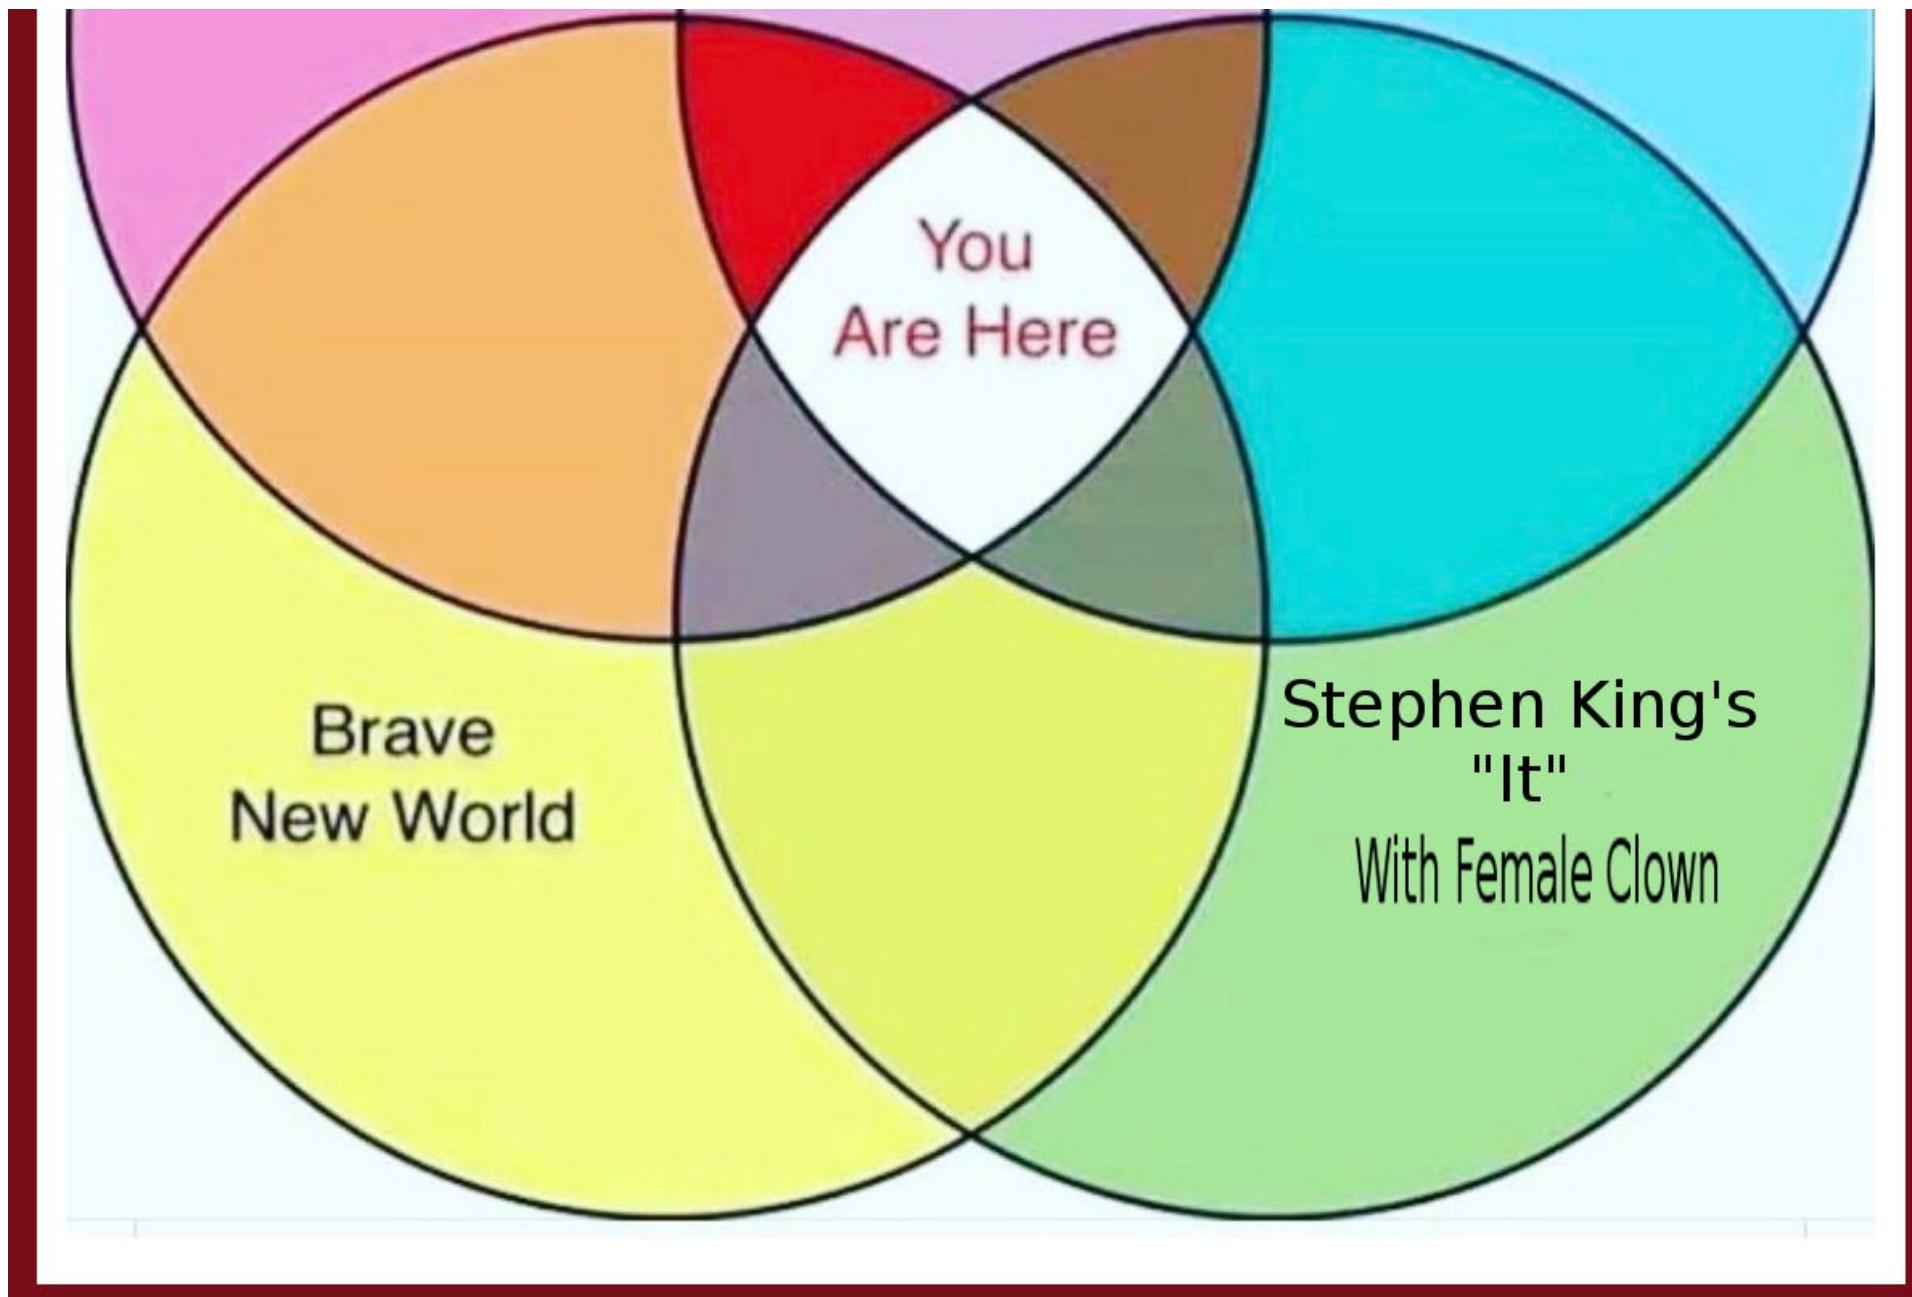 You
Are Here
Brave
New World
Stephen King's
"It"
With Female Clown